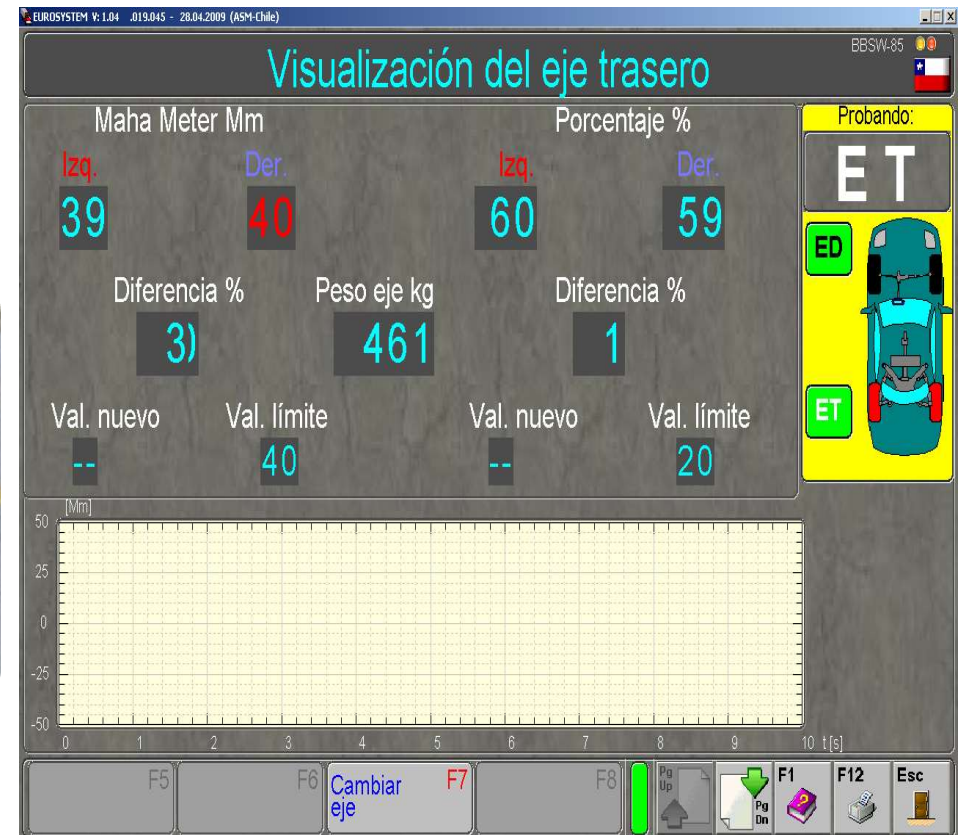 EUROSYSTEM V: 1.04 .019.045 - 28.04.2009 (ASM-Chile)
Visualización del eje trasero
BBSW-85
Maha Meter Mm Porcentaje %
Izq. Der. Izq. Der.
39 40 60 59
Diferencia % Peso eje kg Diferencia %
3) 461 1
Val. nuevo Val. límite Val. nuevo Val. límite
-- 40 -- 20
Probando:
E T
ED
ET
[Mm]
50
25
0
-25
-50
0 1 2 3 4 5 6 7 8 9 10 t[s]
F5 F6 Cambiar eje F7 F8 Pg Up Pg Dn F1 F12 Esc